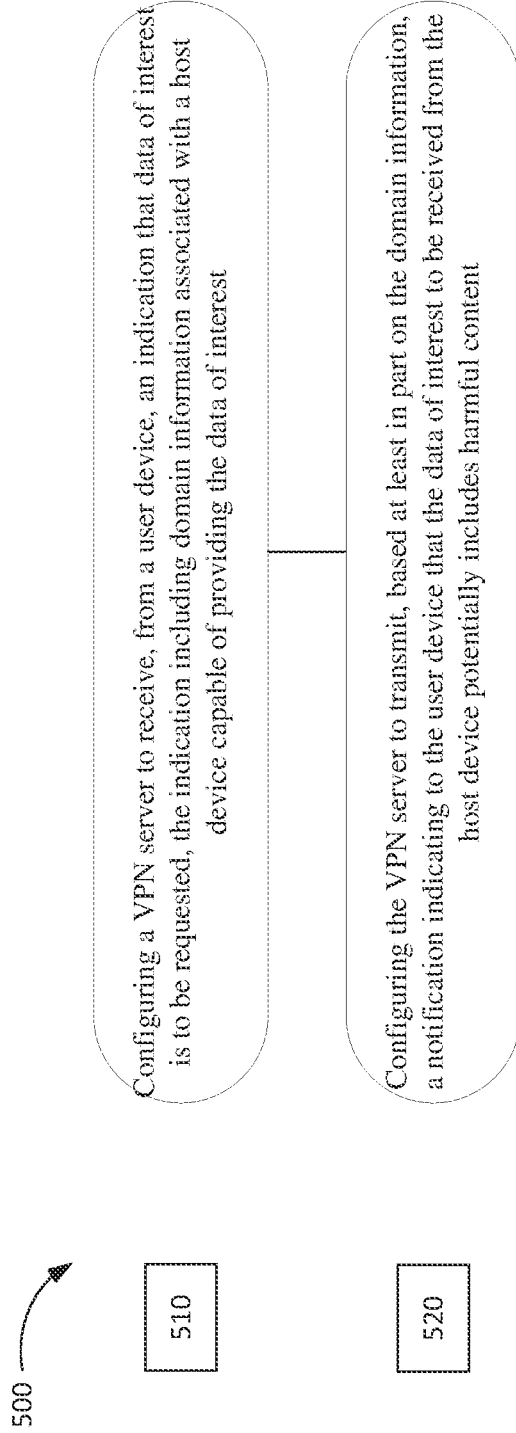 500
510
Configuring a VPN server to receive, from a user device, an indication that data of interest
is to be requested, the indication including domain information associated with a host
device capable of providing the data of interest
520
Configuring the VPN server to transmit, based at least in part on the domain information,
a notification indicating to the user device that the data of interest to be received from the
host device potentially includes harmful content